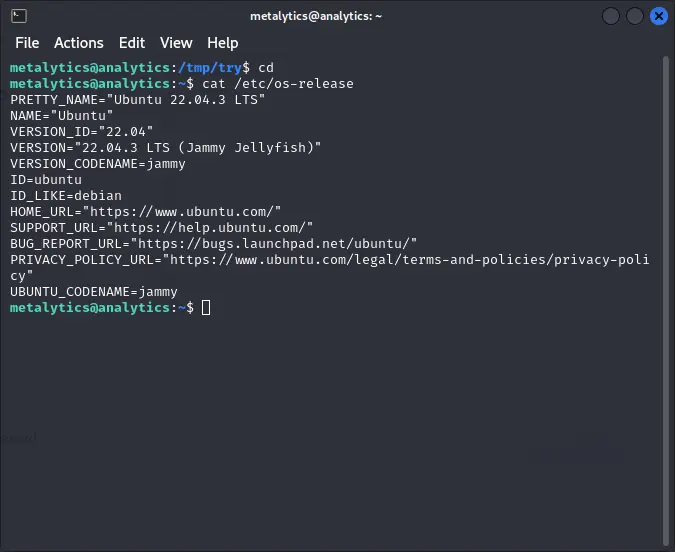 metalytics@analytics: ~
File Actions Edit View Help
metalytics@analytics:/tmp/try$ cd
metalytics@analytics:~$ cat /etc/os-release
PRETTY_NAME="Ubuntu 22.04.3 LTS"
NAME="Ubuntu"
VERSION_ID="22.04"
VERSION="22.04.3 LTS (Jammy Jellyfish)"
VERSION_CODENAME=jammy
ID=ubuntu
ID_LIKE=debian
HOME_URL="https://www.ubuntu.com/"
SUPPORT_URL="https://help.ubuntu.com/"
BUG_REPORT_URL="https://bugs.launchpad.net/ubuntu/"
PRIVACY_POLICY_URL="https://www.ubuntu.com/legal/terms-and-policies/privacy-poli
cy"
UBUNTU_CODENAME=jammy
metalytics@analytics:~$